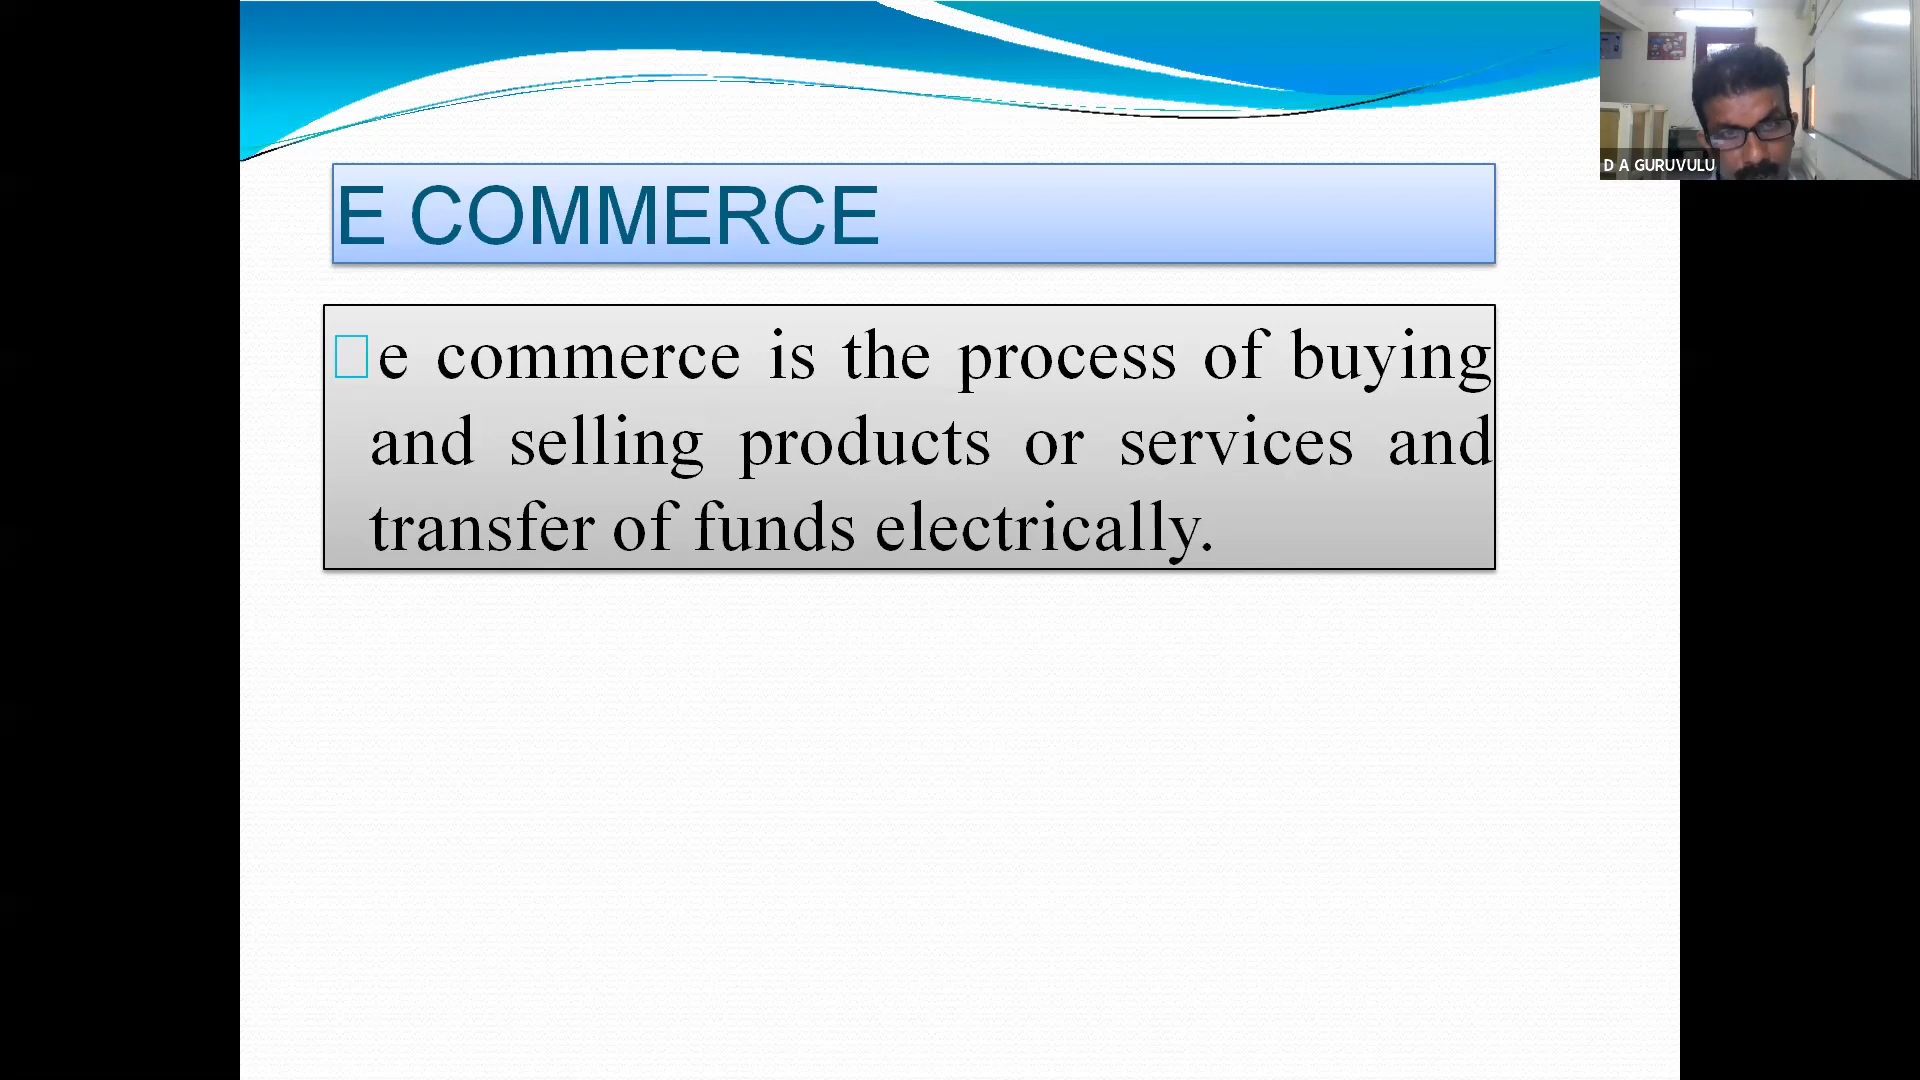 E COMMERCE
e commerce is the process of buying
and selling products or services and
transfer of funds electrically.
D A GURUVULU